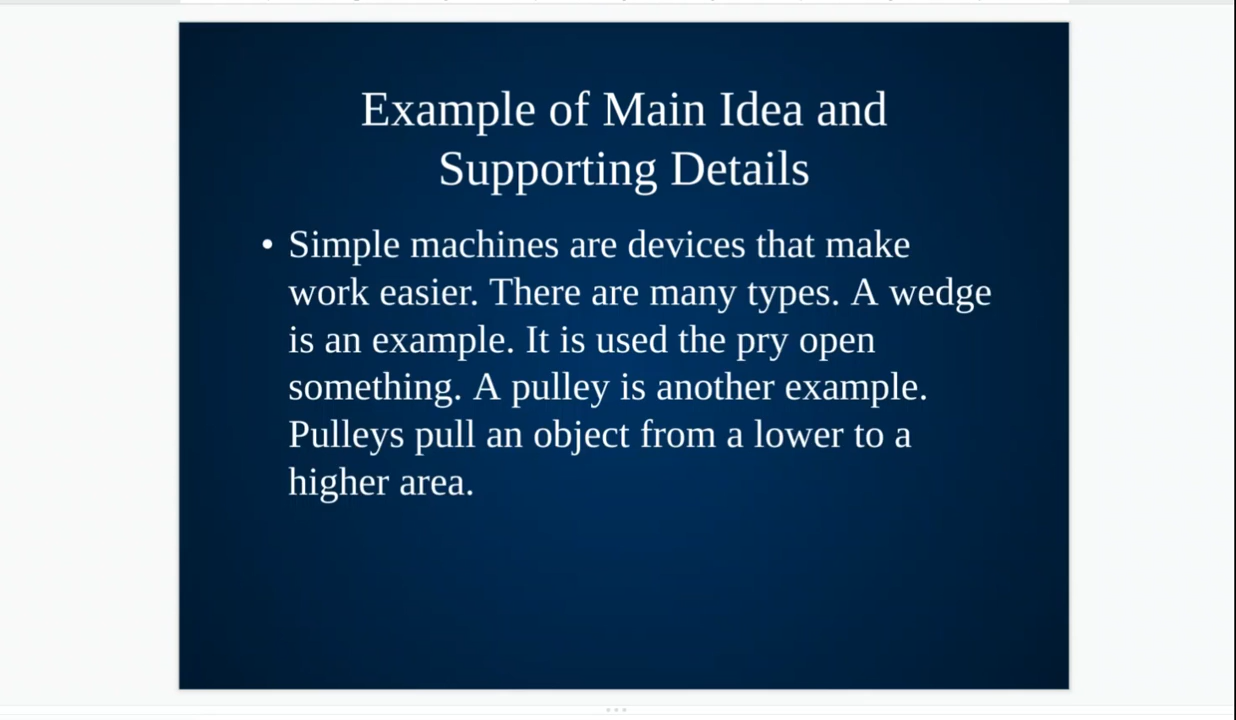 Example of Main Idea and
Supporting Details
• Simple machines are devices that make
work easier. There are many types. A wedge
is an example. It is used the pry open
something. A pulley is another example.
Pulleys pull an object from a lower to a
higher area.